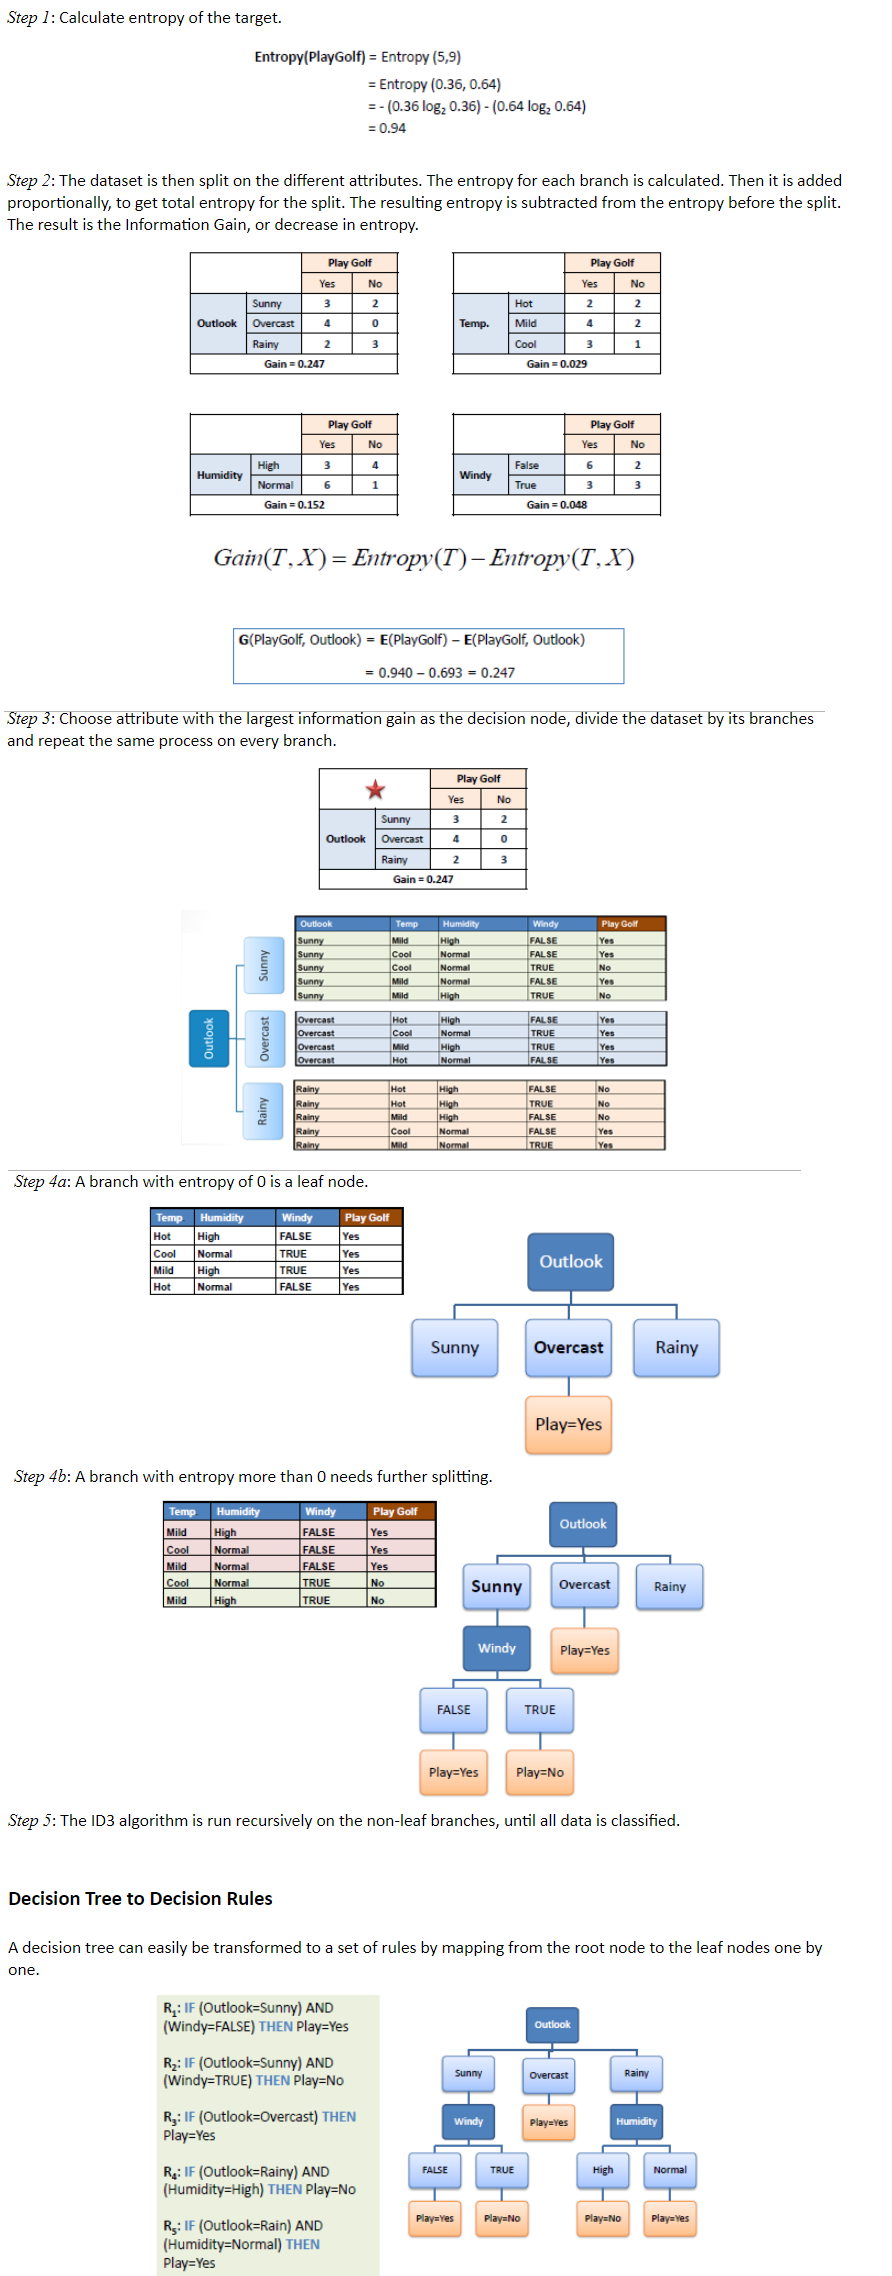 Step 1: Calculate entropy of the target.
Entropy(PlayGolf) = Entropy (5,9)
= Entropy (0.36, 0.64)
= - (0.36 log₂ 0.36) - (0.64 log₂ 0.64)
= 0.94
Step 2: The dataset is then split on the different attributes. The entropy for each branch is calculated. Then it is added
proportionally, to get total entropy for the split. The resulting entropy is subtracted from the entropy before the split.
The result is the Information Gain, or decrease in entropy.
Play Golf
Yes No
Outlook
Sunny 3 2
Overcast 4 0
Rainy 2 3
Gain = 0.247
Play Golf
Yes No
Temp.
Hot 2 2
Mild 4 2
Cool 3 1
Gain = 0.029
Play Golf
Yes No
Humidity
High 3 4
Normal 6 1
Gain = 0.152
Play Golf
Yes No
Windy
False 6 2
True 3 3
Gain = 0.048
Gain(T, X) = Entropy(T) – Entropy(T, X)
G(PlayGolf, Outlook) = E(PlayGolf) – E(PlayGolf, Outlook)
= 0.940 – 0.693 = 0.247
Step 3: Choose attribute with the largest information gain as the decision node, divide the dataset by its branches
and repeat the same process on every branch.
Play Golf
Yes No
Outlook
Sunny 3 2
Overcast 4 0
Rainy 2 3
Gain = 0.247
Outlook
Sunny
Overcast
Rainy
Outlook Temp Humidity Windy Play Golf
Sunny Mild High FALSE Yes
Sunny Cool Normal FALSE Yes
Sunny Cool Normal TRUE No
Sunny Mild Normal FALSE Yes
Sunny Mild High TRUE No
Overcast Hot High FALSE Yes
Overcast Cool Normal TRUE Yes
Overcast Mild High TRUE Yes
Overcast Hot Normal FALSE Yes
Rainy Hot High FALSE No
Rainy Hot High TRUE No
Rainy Mild High FALSE No
Rainy Cool Normal FALSE Yes
Rainy Mild Normal TRUE Yes
Step 4a: A branch with entropy of 0 is a leaf node.
Temp Humidity Windy Play Golf
Hot High FALSE Yes
Cool Normal TRUE Yes
Mild High TRUE Yes
Hot Normal FALSE Yes
Outlook
Sunny Overcast Rainy
Play=Yes
Step 4b: A branch with entropy more than 0 needs further splitting.
Temp. Humidity Windy Play Golf
Mild High FALSE Yes
Cool Normal FALSE Yes
Mild Normal FALSE Yes
Cool Normal TRUE No
Mild High TRUE No
Outlook
Sunny Overcast Rainy
Windy Play=Yes
FALSE TRUE
Play=Yes Play=No
Step 5: The ID3 algorithm is run recursively on the non-leaf branches, until all data is classified.
Decision Tree to Decision Rules
A decision tree can easily be transformed to a set of rules by mapping from the root node to the leaf nodes one by
one.
R₁: IF (Outlook=Sunny) AND
(Windy=FALSE) THEN Play=Yes
R₂: IF (Outlook=Sunny) AND
(Windy=TRUE) THEN Play=No
R₃: IF (Outlook=Overcast) THEN
Play=Yes
R₄: IF (Outlook=Rainy) AND
(Humidity=High) THEN Play=No
R₅: IF (Outlook=Rain) AND
(Humidity=Normal) THEN
Play=Yes
Outlook
Sunny Overcast Rainy
Windy Play=Yes Humidity
FALSE TRUE High Normal
Play=Yes Play=No Play=No Play=Yes